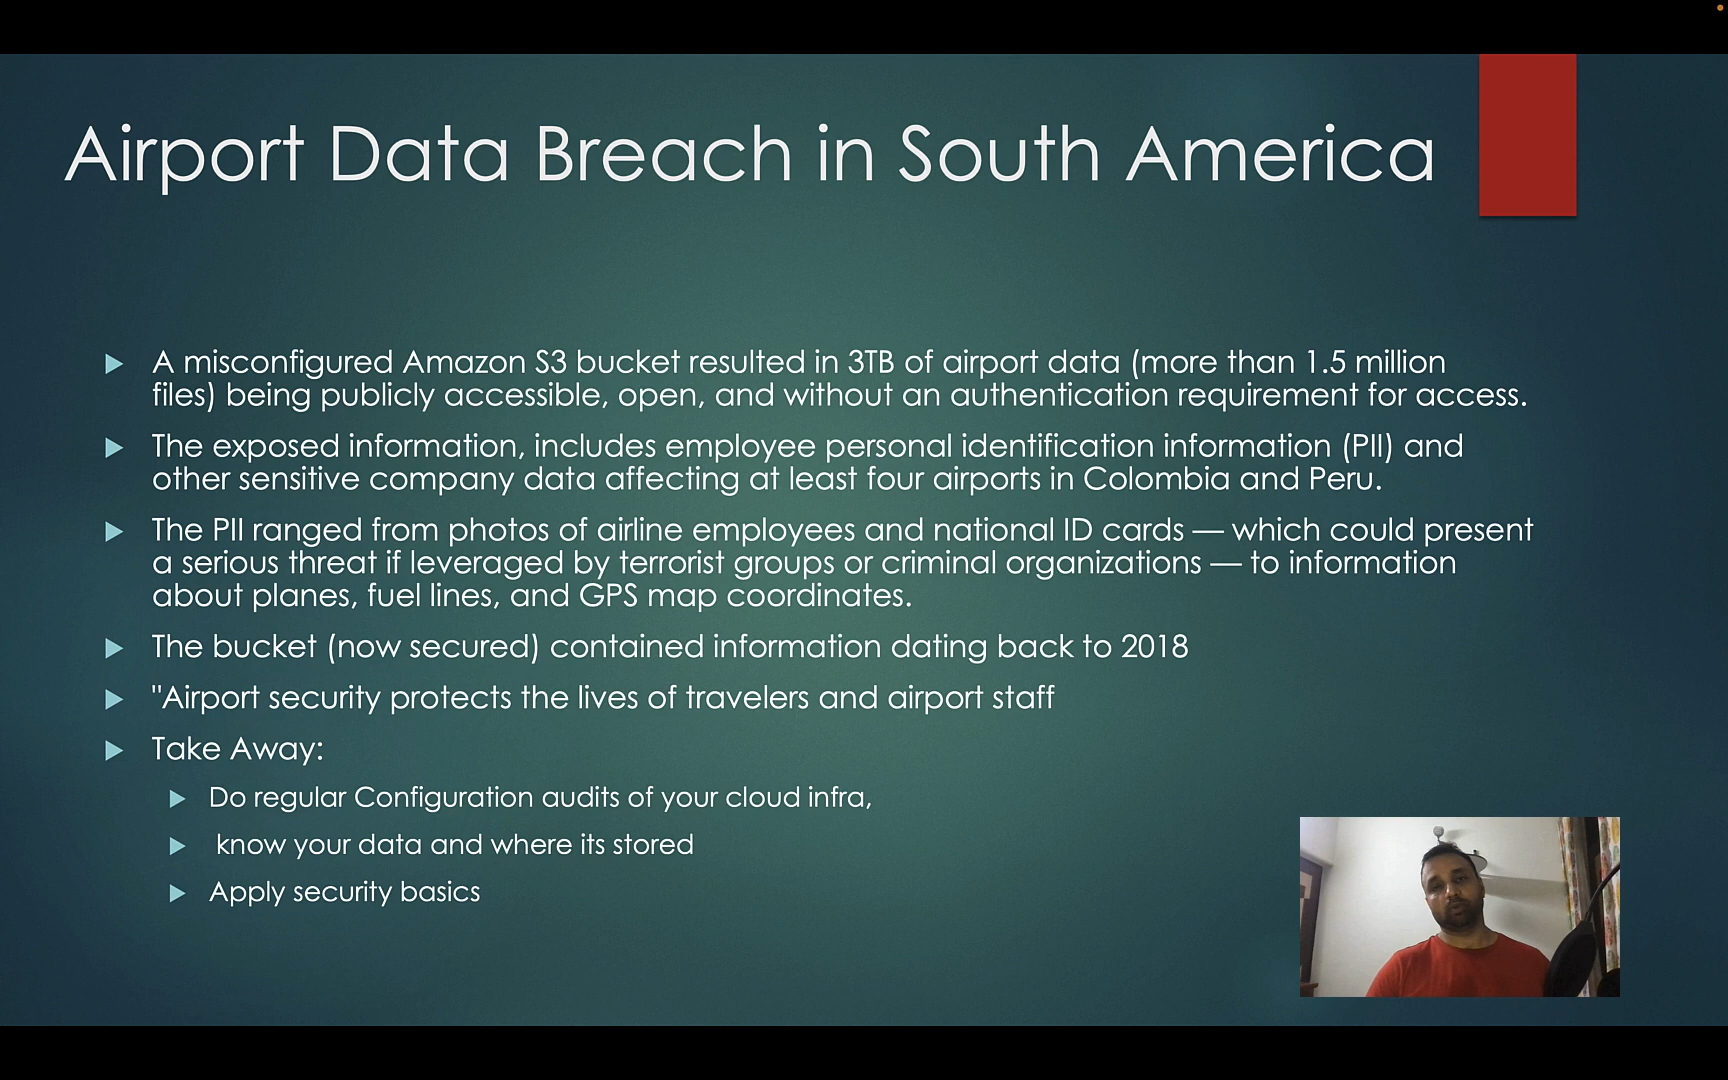 Airport Data Breach in South America
A misconfigured Amazon S3 bucket resulted in 3TB of airport data (more than 1.5 million
files) being publicly accessible, open, and without an authentication requirement for access.
The exposed information, includes employee personal identification information (PII) and
other sensitive company data affecting at least four airports in Colombia and Peru.
The PII ranged from photos of airline employees and national ID cards — which could present
a serious threat if leveraged by terrorist groups or criminal organizations — to information
about planes, fuel lines, and GPS map coordinates.
The bucket (now secured) contained information dating back to 2018
"Airport security protects the lives of travelers and airport staff
Take Away:
Do regular Configuration audits of your cloud infra,
know your data and where its stored
Apply security basics